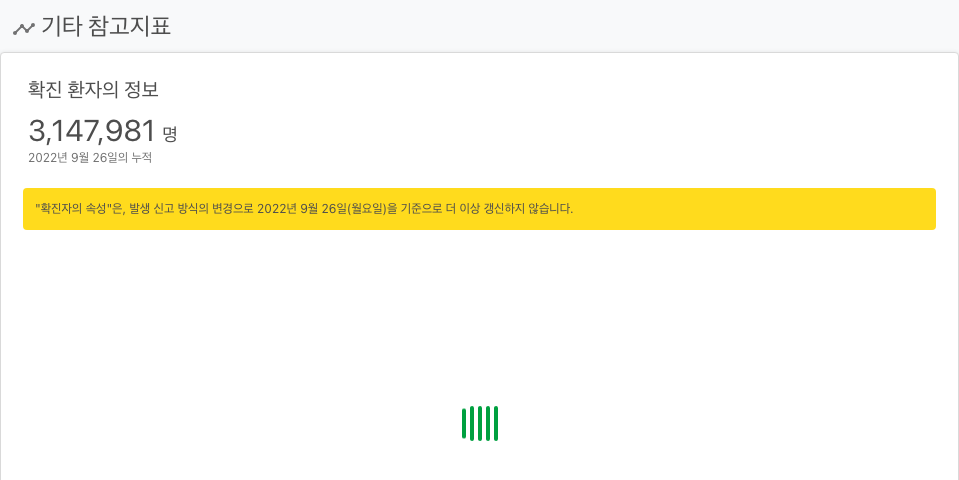 기타 참고지표
확진 환자의 정보
3,147,981 명
2022년 9월 26일의 누적
"확진자의 속성"은, 발생 신고 방식의 변경으로 2022년 9월 26일(월요일)을 기준으로 더 이상 갱신하지 않습니다.